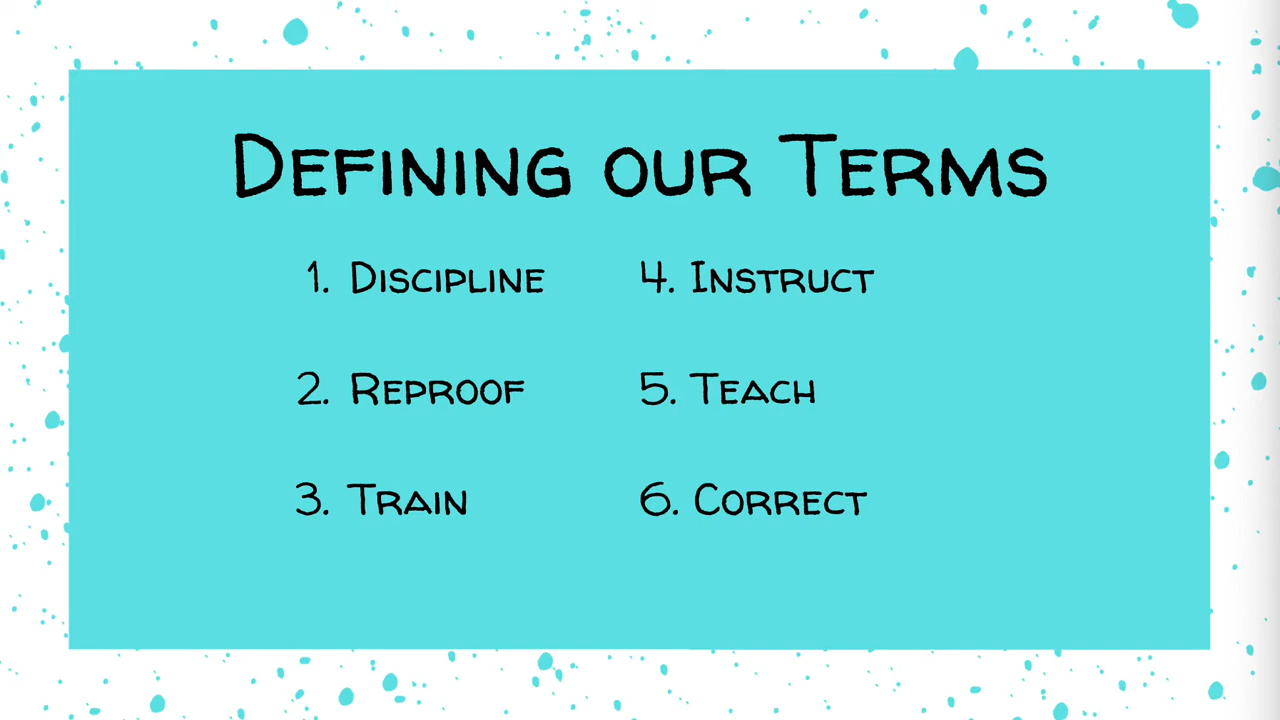 Defining our Terms
1. Discipline
2. Reproof
3. Train
4. Instruct
5. Teach
6. Correct